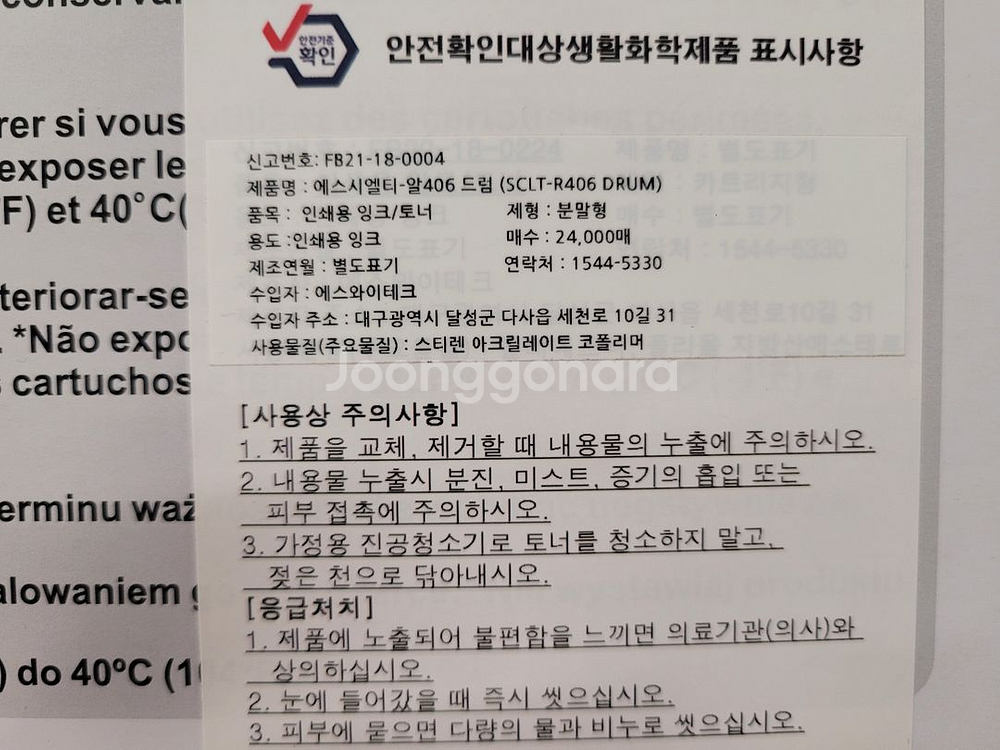 conserva
rer si vous
exposer le
F) et 40°C(
teriorar-se
. *Não expo
s cartuchos
erminu waż
alowaniem g
) do 40ºC (10
안전기준
확인
안전확인대상생활화학제품 표시사항
신고번호: FB21-18-0004
제품명 : 에스시엘티-알406 드럼 (SCLT-R406 DRUM)
품목 : 인쇄용 잉크/토너 제형 : 분말형
용도 :인쇄용 잉크 매수 : 24,000매
제조연월 : 별도표기 연락처 : 1544-5330
수입자 : 에스와이테크
수입자 주소 : 대구광역시 달성군 다사읍 세천로 10길 31
사용물질(주요물질) : 스티렌 아크릴레이트 코폴리머
Joonggonara
[사용상 주의사항]
1. 제품을 교체, 제거할 때 내용물의 누출에 주의하시오.
2. 내용물 누출시 분진, 미스트, 증기의 흡입 또는
피부 접촉에 주의하시오.
3. 가정용 진공청소기로 토너를 청소하지 말고,
젖은 천으로 닦아내시오.
[응급처치]
1. 제품에 노출되어 불편함을 느끼면 의료기관(의사)와
상의하십시오.
2. 눈에 들어갔을 때 즉시 씻으십시오.
3. 피부에 묻으면 다량의 물과 비누로 씻으십시오.